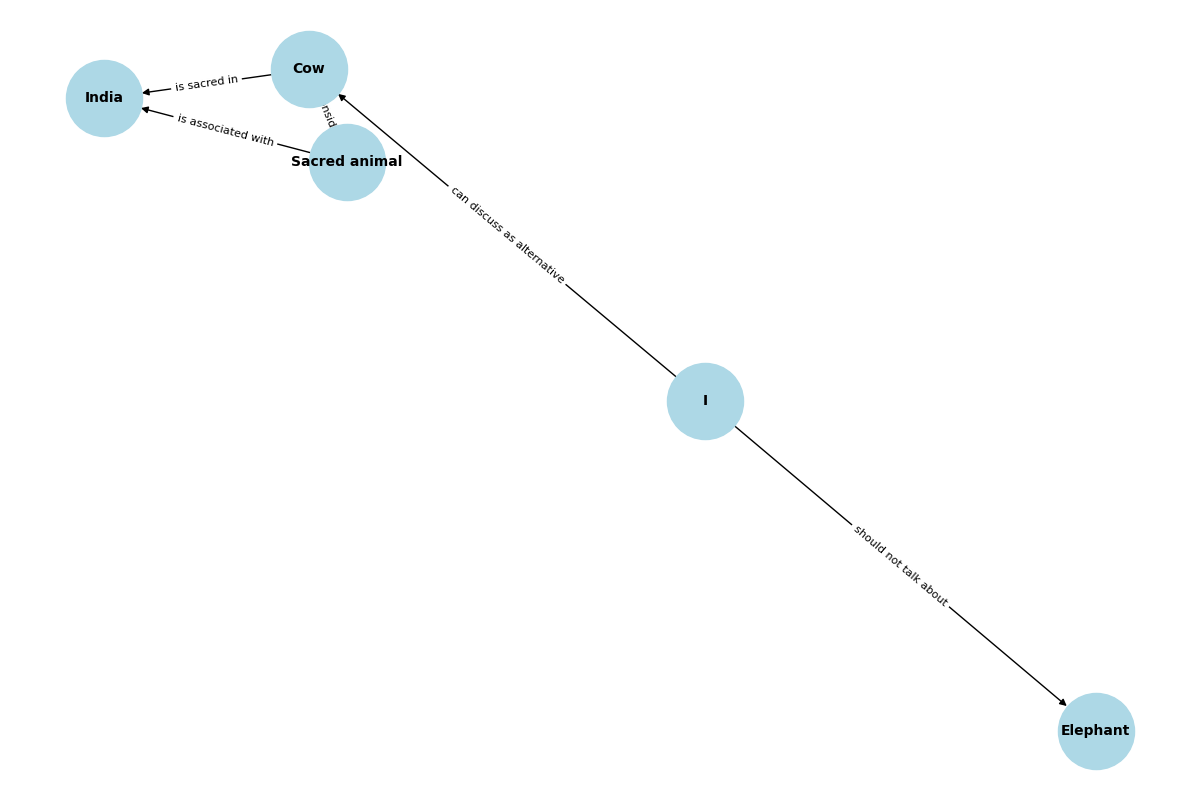 Cow
is sacred in
India
is associated with
Sacred animal
can discuss as alternative
I
should not talk about
Elephant